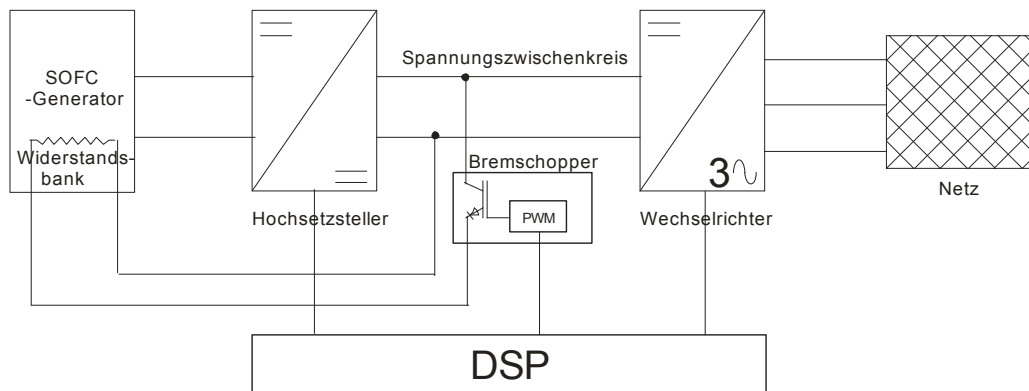 SOFC
-Generator
Widerstands-
bank
Hochsetzsteller
Spannungszwischenkreis
Bremschopper
PWM
3
Wechselrichter
Netz
DSP